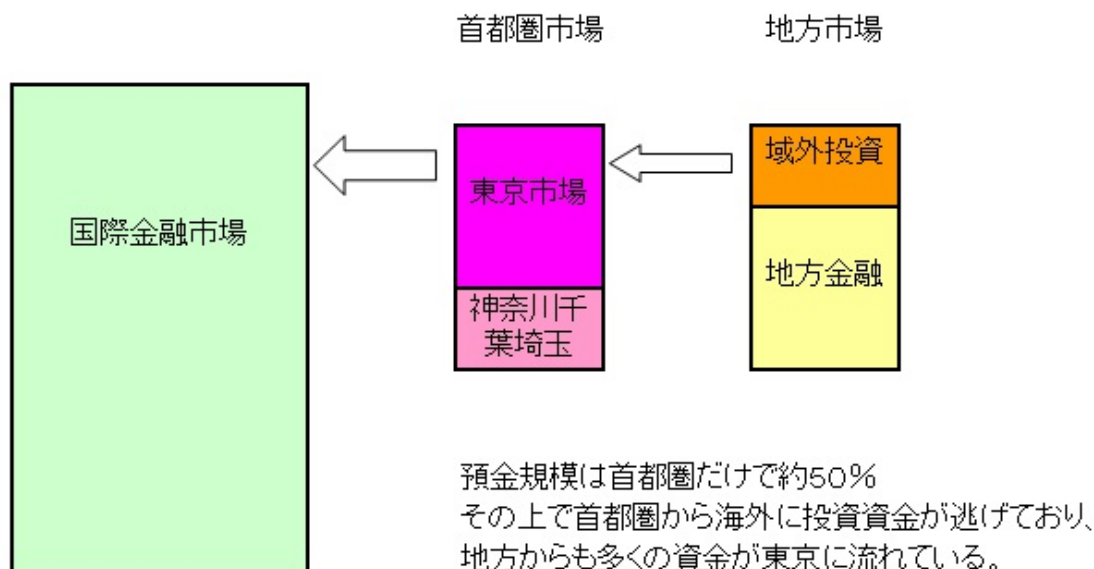 首都圏市場
地方市場
国際金融市場
東京市場
神奈川千
葉埼玉
域外投資
地方金融
預金規模は首都圏だけで約50％
その上で首都圏から海外に投資資金が逃げており、
地方からも多くの資金が東京に流れている。